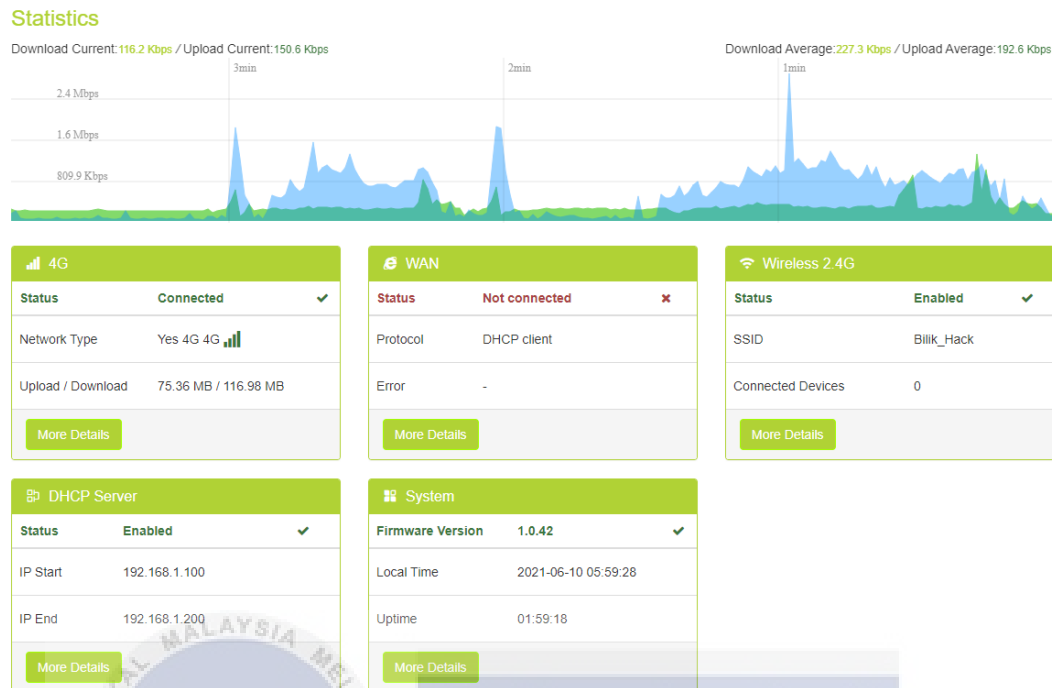 Statistics
Download Current:116.2 Kbps / Upload Current:150.6 Kbps
Download Average:227.3 Kbps / Upload Average:192.6 Kbps
3min
2min
1min
2.4 Mbps
1.6 Mbps
809.9 Kbps
4G
Status Connected
Network Type Yes 4G 4G
Upload / Download 75.36 MB / 116.98 MB
More Details
WAN
Status Not connected
Protocol DHCP client
Error -
More Details
Wireless 2.4G
Status Enabled
SSID Bilik_Hack
Connected Devices 0
More Details
DHCP Server
Status Enabled
IP Start 192.168.1.100
IP End 192.168.1.200
More Details
System
Firmware Version 1.0.42
Local Time 2021-06-10 05:59:28
Uptime 01:59:18
More Details
MALAYSIA